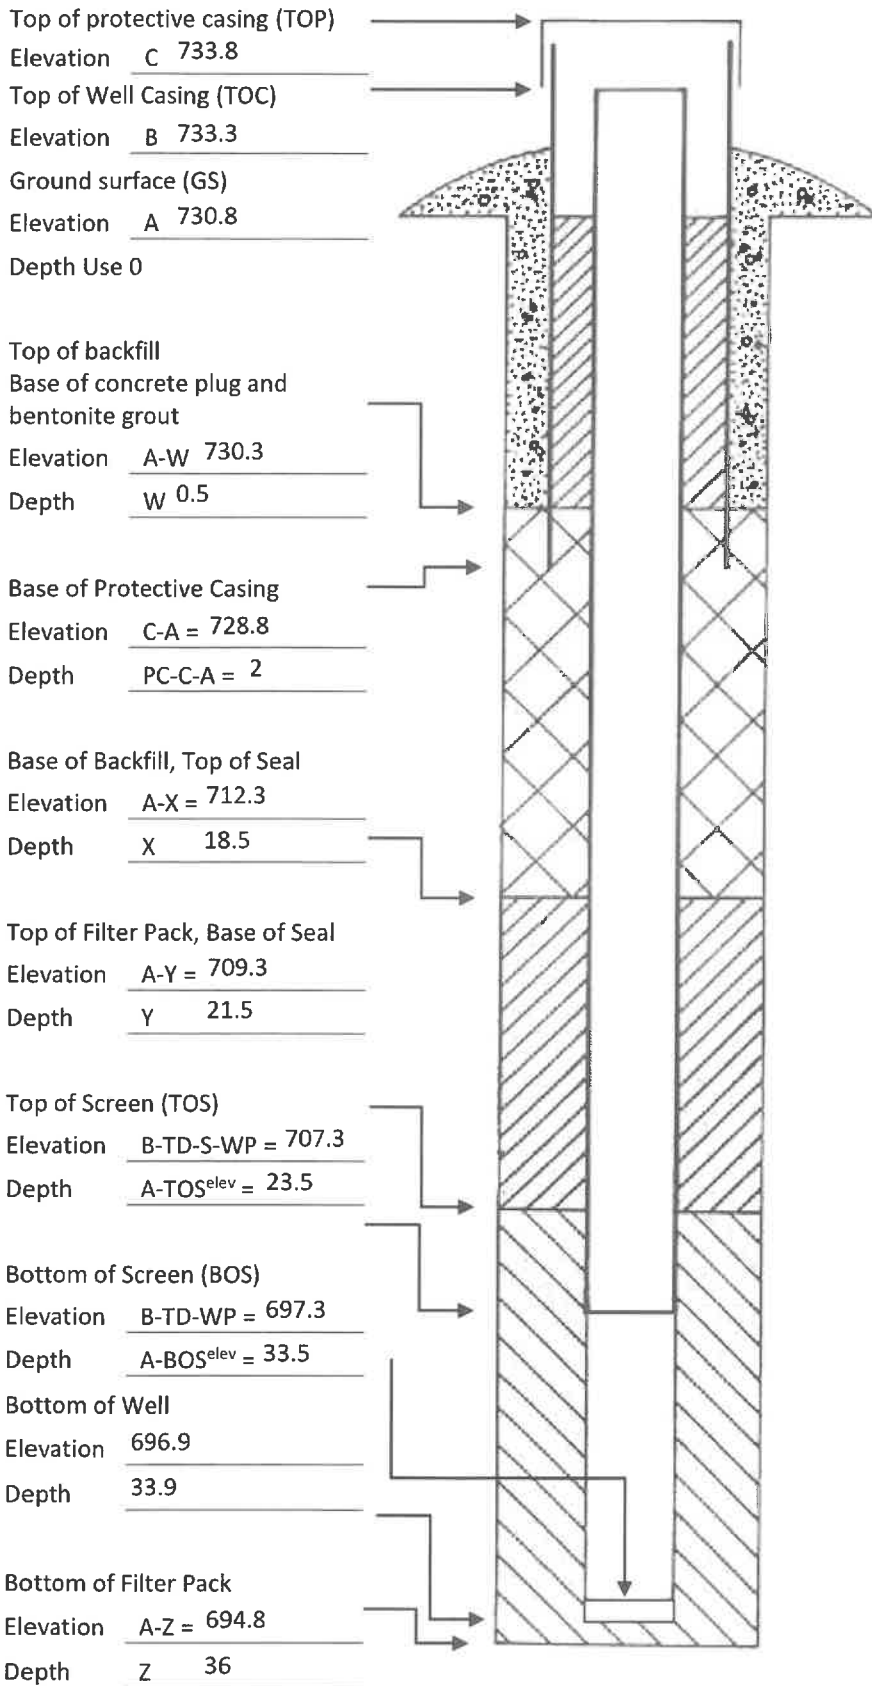 Top of protective casing (TOP)
Elevation C 733.8
Top of Well Casing (TOC)
Elevation B 733.3
Ground surface (GS)
Elevation A 730.8
Depth Use 0
Top of backfill
Base of concrete plug and
bentonite grout
Elevation A-W 730.3
Depth W 0.5
Base of Protective Casing
Elevation C-A = 728.8
Depth PC-C-A = 2
Base of Backfill, Top of Seal
Elevation A-X = 712.3
Depth X 18.5
Top of Filter Pack, Base of Seal
Elevation A-Y = 709.3
Depth Y 21.5
Top of Screen (TOS)
Elevation B-TD-S-WP = 707.3
Depth A-TOSᵉˡᵉᵛ = 23.5
Bottom of Screen (BOS)
Elevation B-TD-WP = 697.3
Depth A-BOSᵉˡᵉᵛ = 33.5
Bottom of Well
Elevation 696.9
Depth 33.9
Bottom of Filter Pack
Elevation A-Z = 694.8
Depth Z 36